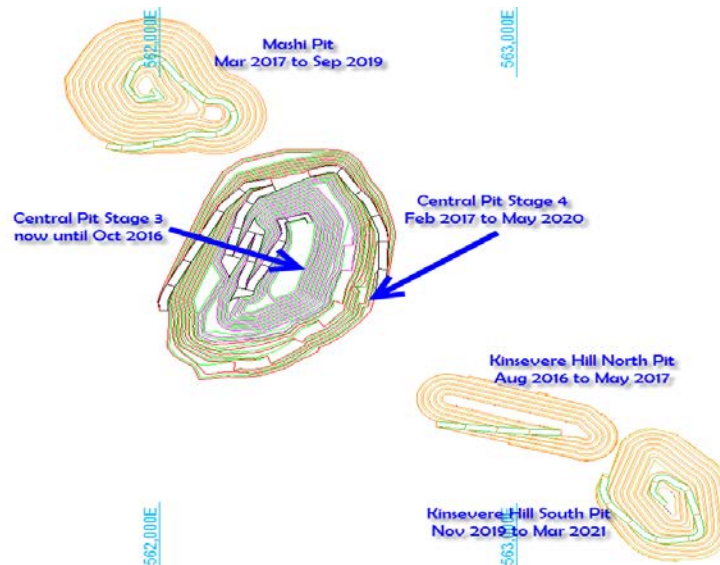 562,000E
563,000E
Mashi Pit
Mar 2017 to Sep 2019
Central Pit Stage 3
now until Oct 2016
Central Pit Stage 4
Feb 2017 to May 2020
Kinsevere Hill North Pit
Aug 2016 to May 2017
Kinsevere Hill South Pit
Nov 2019 to Mar 2021
562,000E
563,000E